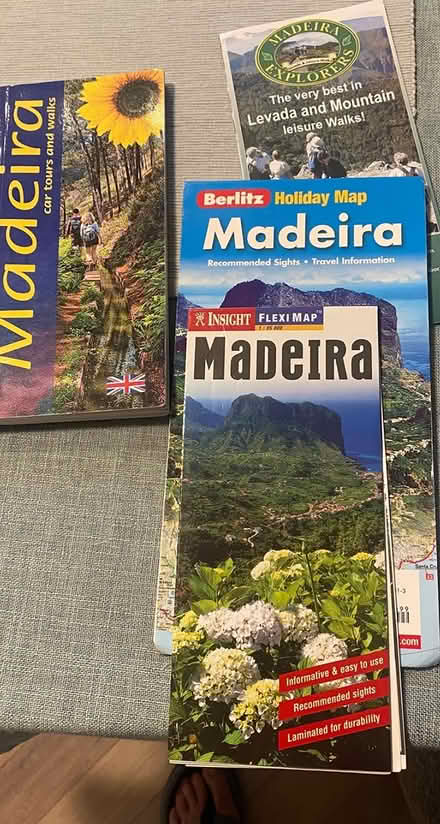 Madeira
car tours and walks
MADEIRA
EXPLORERS
The very best in
Levada and Mountain
leisure Walks!
Berlitz Holiday Map
Madeira
Recommended Sights • Travel Information
INSIGHT FLEXI MAP
MADEIRA
Informative & easy to use
Recommended sights
Laminated for durability